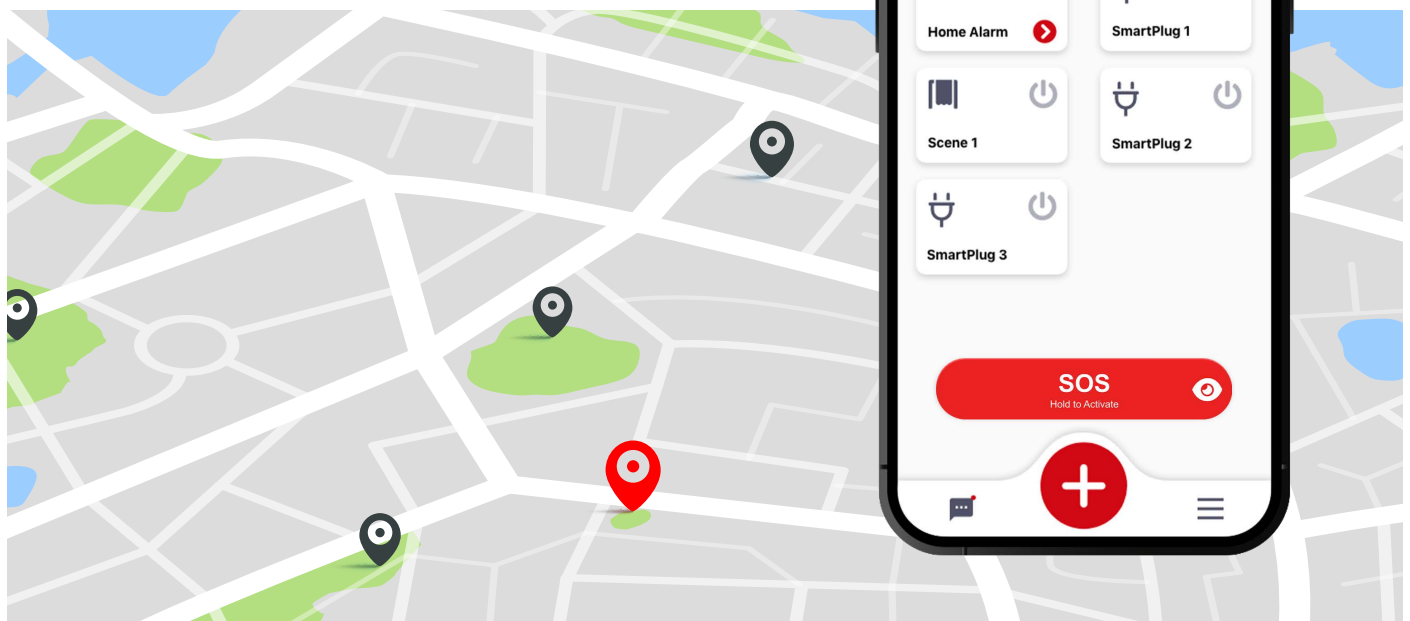 Home Alarm
SmartPlug 1
Scene 1
SmartPlug 2
SmartPlug 3
SOS
Hold to Activate